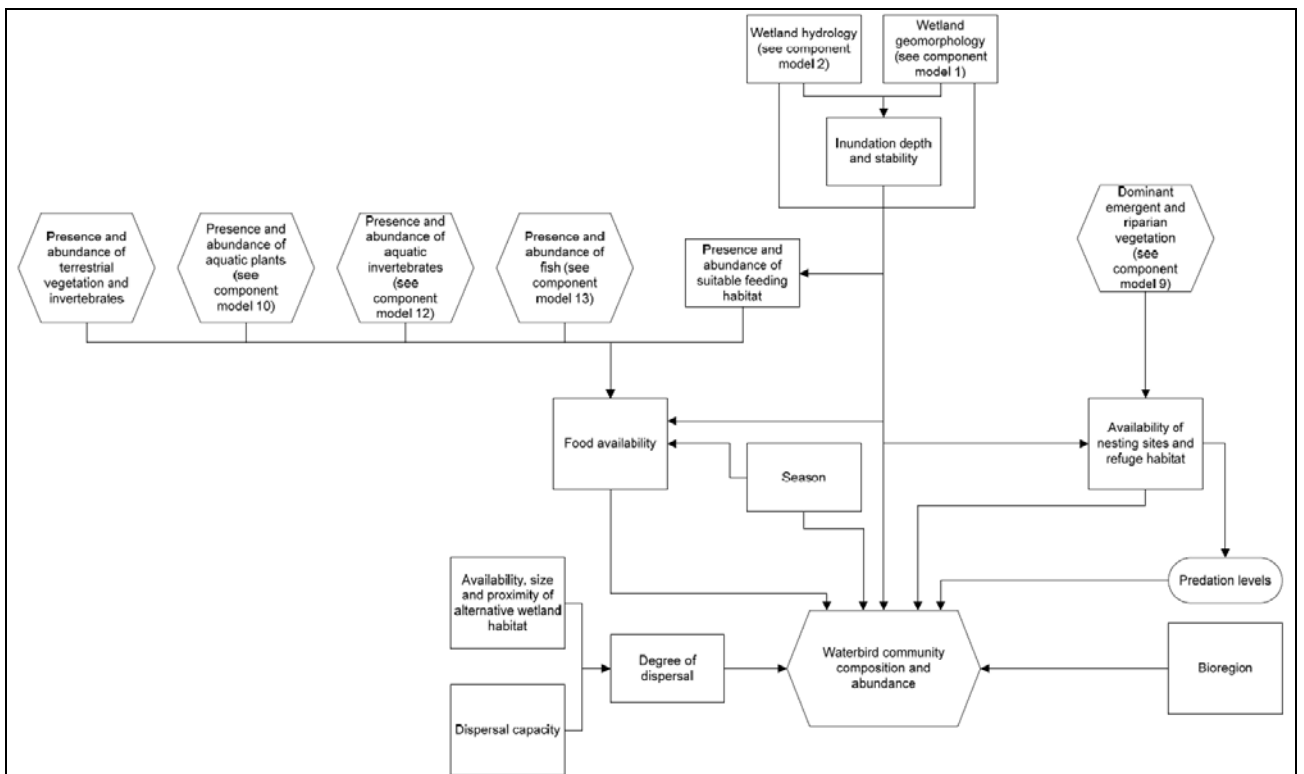 Wetland hydrology
(see component
model 2)
Wetland
geomorphology
(see component
model 1)
Inundation depth
and stability
Presence and
abundance of
terrestrial
vegetation and
invertebrates
Presence and
abundance of
aquatic plants
(see
component
model 10)
Presence and
abundance of
aquatic
invertebrates
(see
component
model 12)
Presence and
abundance of
fish (see
component
model 13)
Presence and
abundance of
suitable feeding
habitat
Dominant
emergent and
riparian
vegetation
(see
component
model 9)
Food availability
Season
Availability of
nesting sites and
refuge habitat
Availability, size
and proximity of
alternative wetland
habitat
Predation levels
Degree of
dispersal
Waterbird community
composition and
abundance
Bioregion
Dispersal capacity